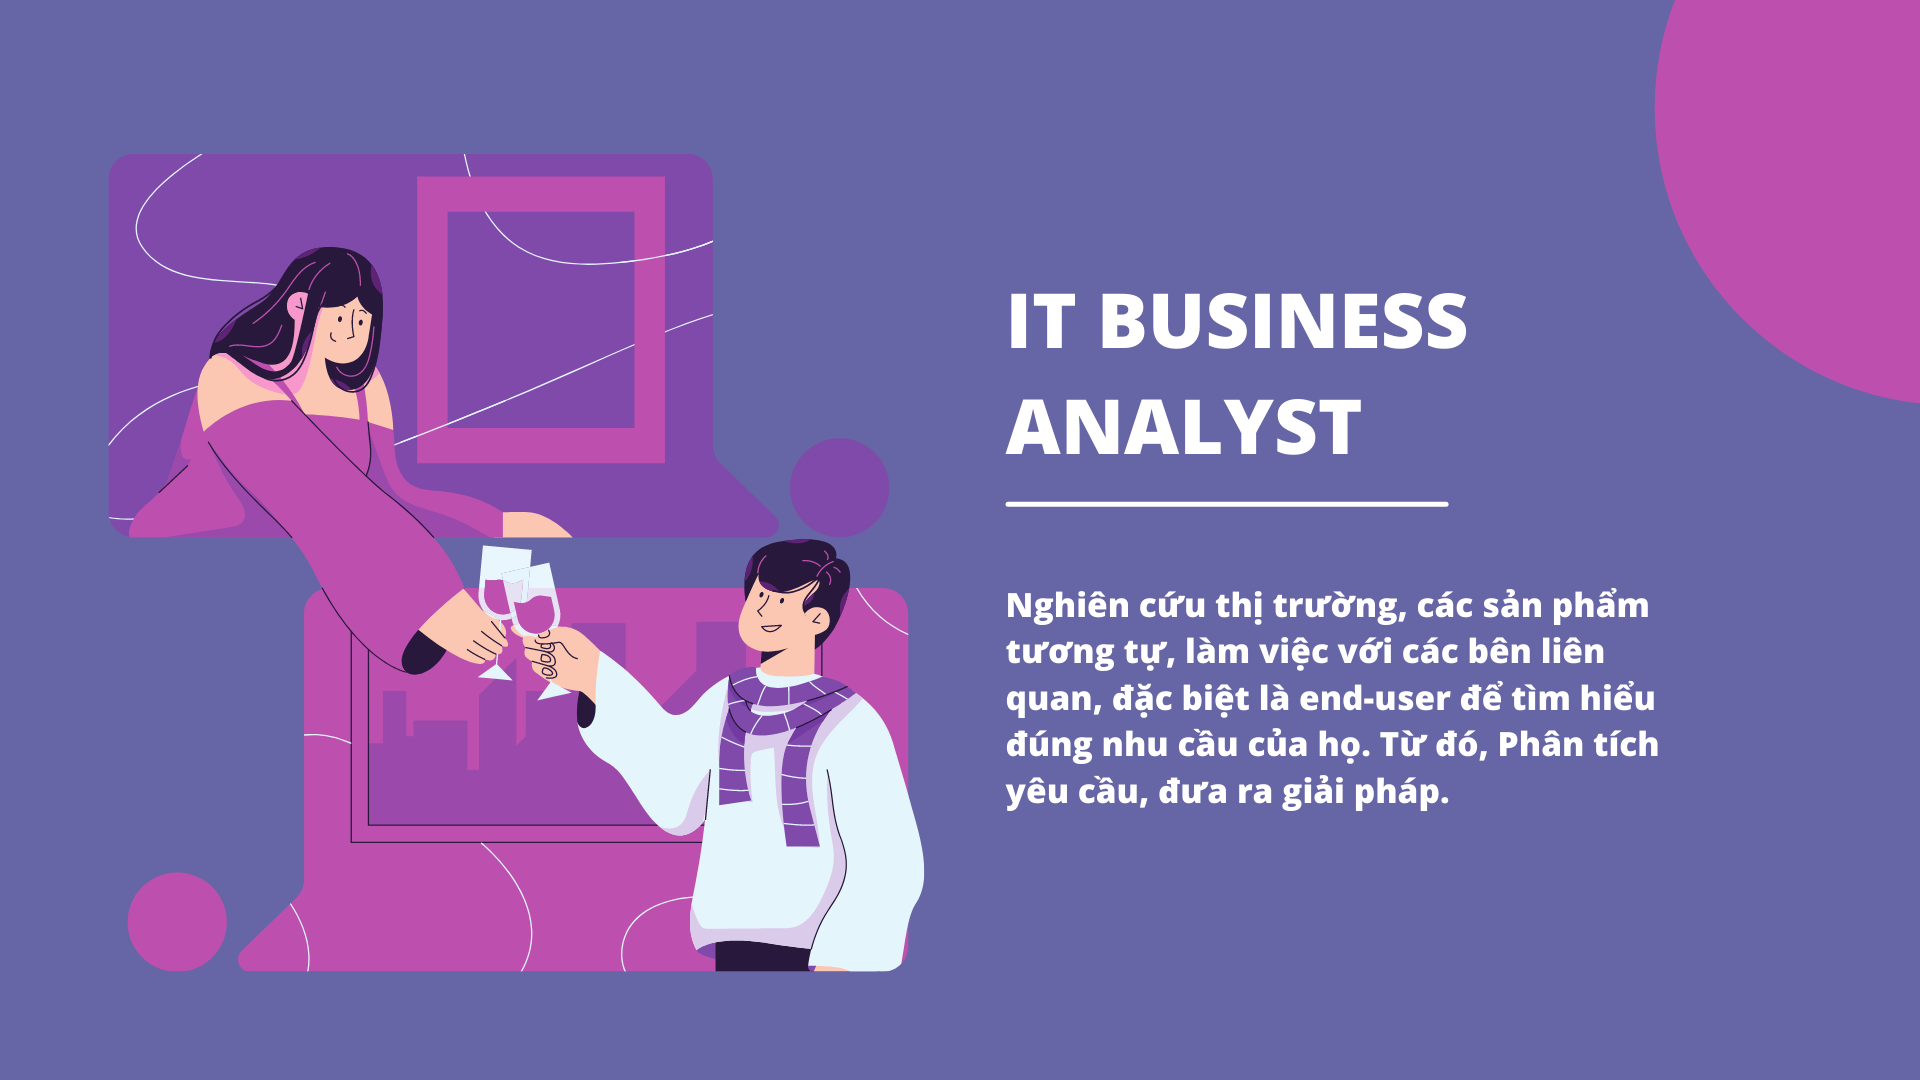 IT BUSINESS
ANALYST
Nghiên cứu thị trường, các sản phẩm
tương tự, làm việc với các bên liên
quan, đặc biệt là end-user để tìm hiểu
đúng nhu cầu của họ. Từ đó, Phân tích
yêu cầu, đưa ra giải pháp.